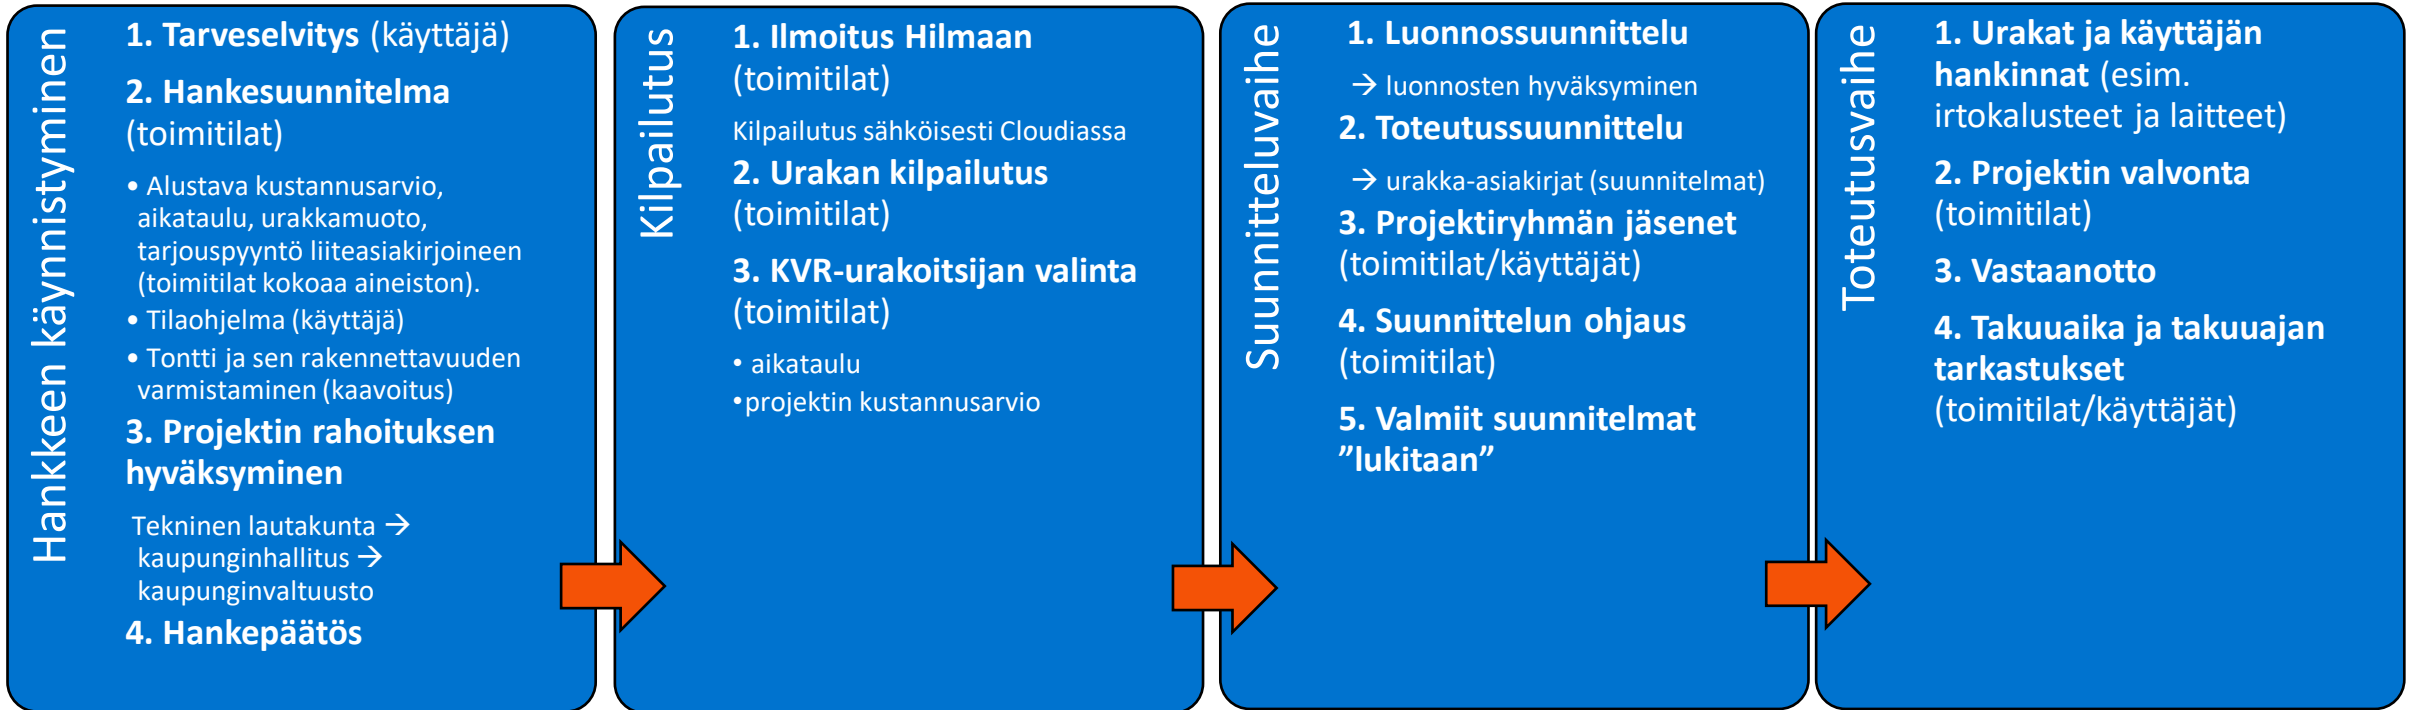 Hankkeen käynnistyminen
1. Tarveselvitys (käyttäjä)
2. Hankesuunnitelma
(toimitilat)
• Alustava kustannusarvio,
aikataulu, urakkamuoto,
tarjouspyyntö liiteasiakirjoineen
(toimitilat kokoaa aineiston).
• Tilaohjelma (käyttäjä)
• Tontti ja sen rakennettavuuden
varmistaminen (kaavoitus)
3. Projektin rahoituksen
hyväksyminen
Tekninen lautakunta →
kaupunginhallitus →
kaupunginvaltuusto
4. Hankepäätös
Kilpailutus
1. Ilmoitus Hilmaan
(toimitilat)
Kilpailutus sähköisesti Cloudiassa
2. Urakan kilpailutus
(toimitilat)
3. KVR-urakoitsijan valinta
(toimitilat)
• aikataulu
•projektin kustannusarvio
Suunnitteluvaihe
1. Luonnossuunnittelu
→ luonnosten hyväksyminen
2. Toteutussuunnittelu
→ urakka-asiakirjat (suunnitelmat)
3. Projektiryhmän jäsenet
(toimitilat/käyttäjät)
4. Suunnittelun ohjaus
(toimitilat)
5. Valmiit suunnitelmat
”lukitaan”
Toteutusvaihe
1. Urakat ja käyttäjän
hankinnat (esim.
irtokalusteet ja laitteet)
2. Projektin valvonta
(toimitilat)
3. Vastaanotto
4. Takuuaika ja takuuajan
tarkastukset
(toimitilat/käyttäjät)